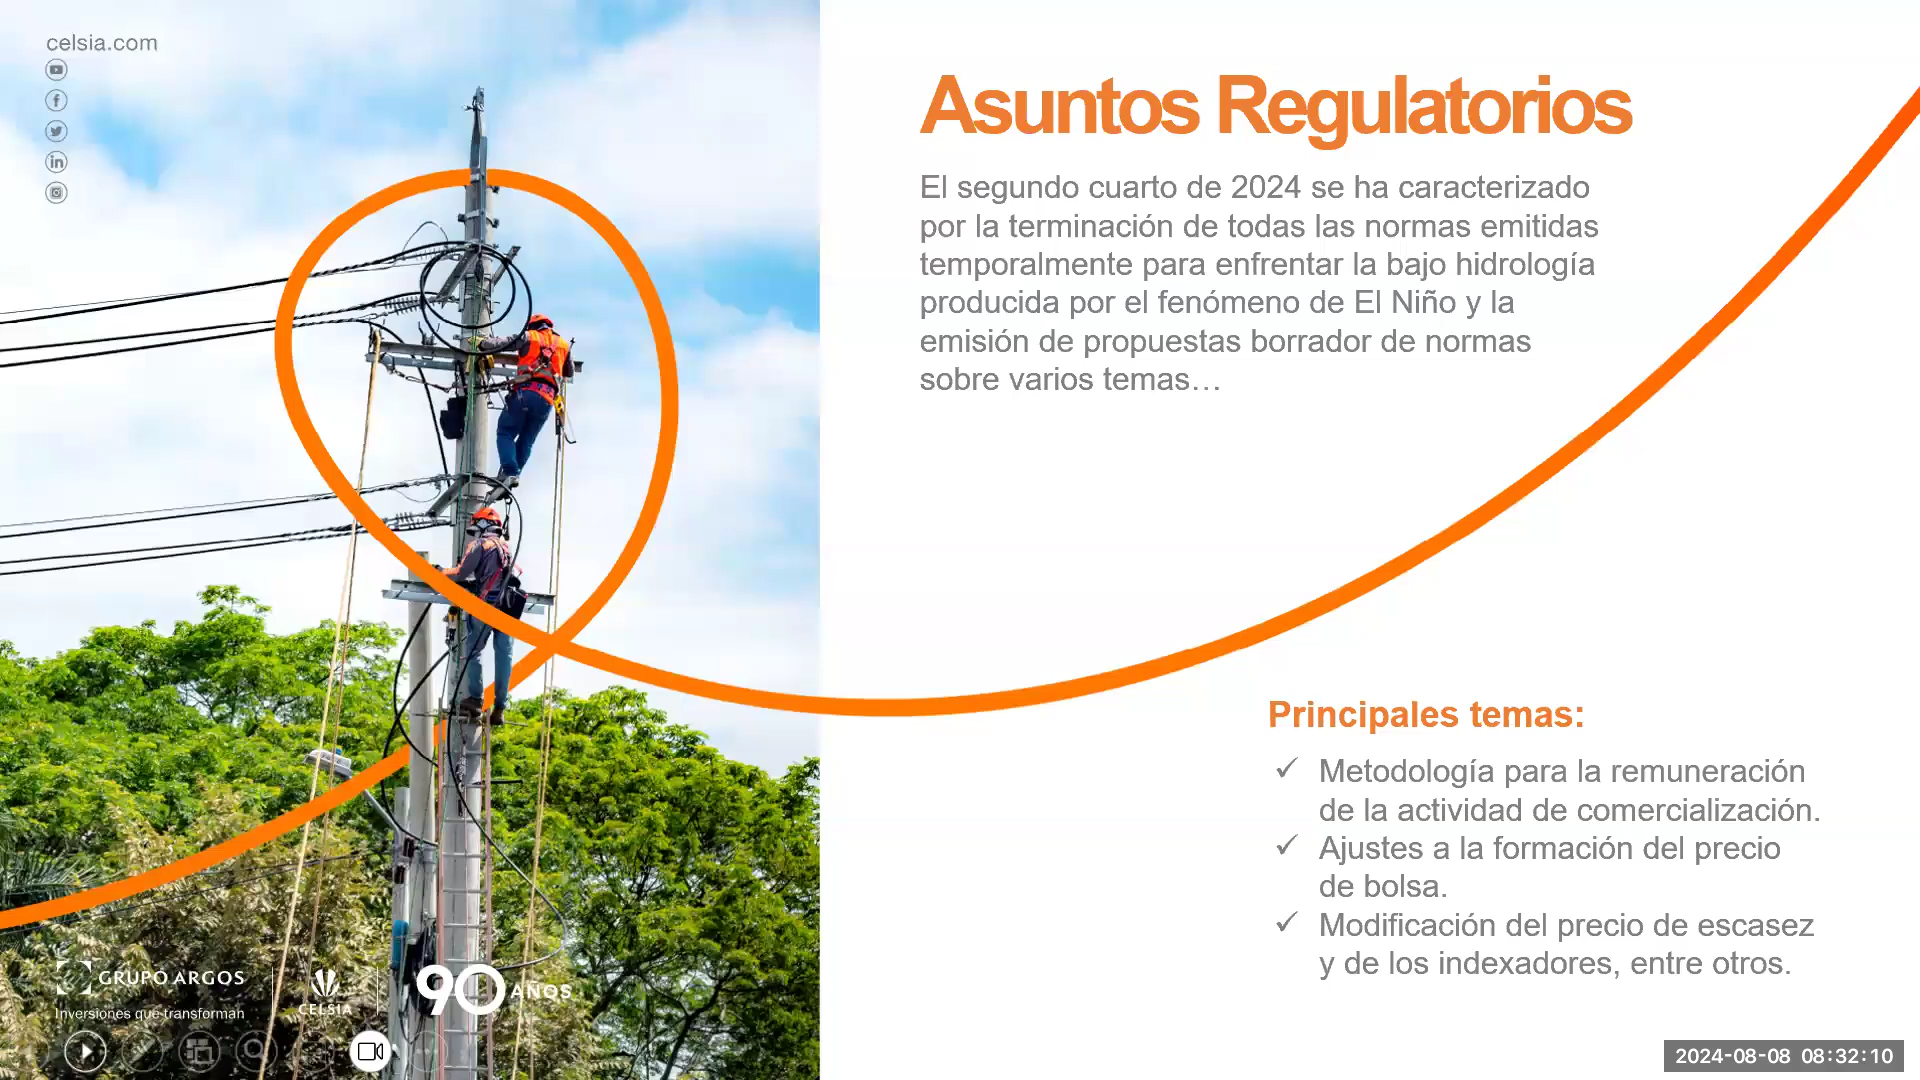 celsia.com
Asuntos Regulatorios
El segundo cuarto de 2024 se ha caracterizado
por la terminación de todas las normas emitidas
temporalmente para enfrentar la bajo hidrología
producida por el fenómeno de El Niño y la
emisión de propuestas borrador de normas
sobre varios temas…
Principales temas:
✓ Metodología para la remuneración
de la actividad de comercialización.
✓ Ajustes a la formación del precio
de bolsa.
✓ Modificación del precio de escasez
y de los indexadores, entre otros.
GRUPO ARGOS
Inversiones que transforman
CELSIA
90 AÑOS
2024-08-08 08:32:10